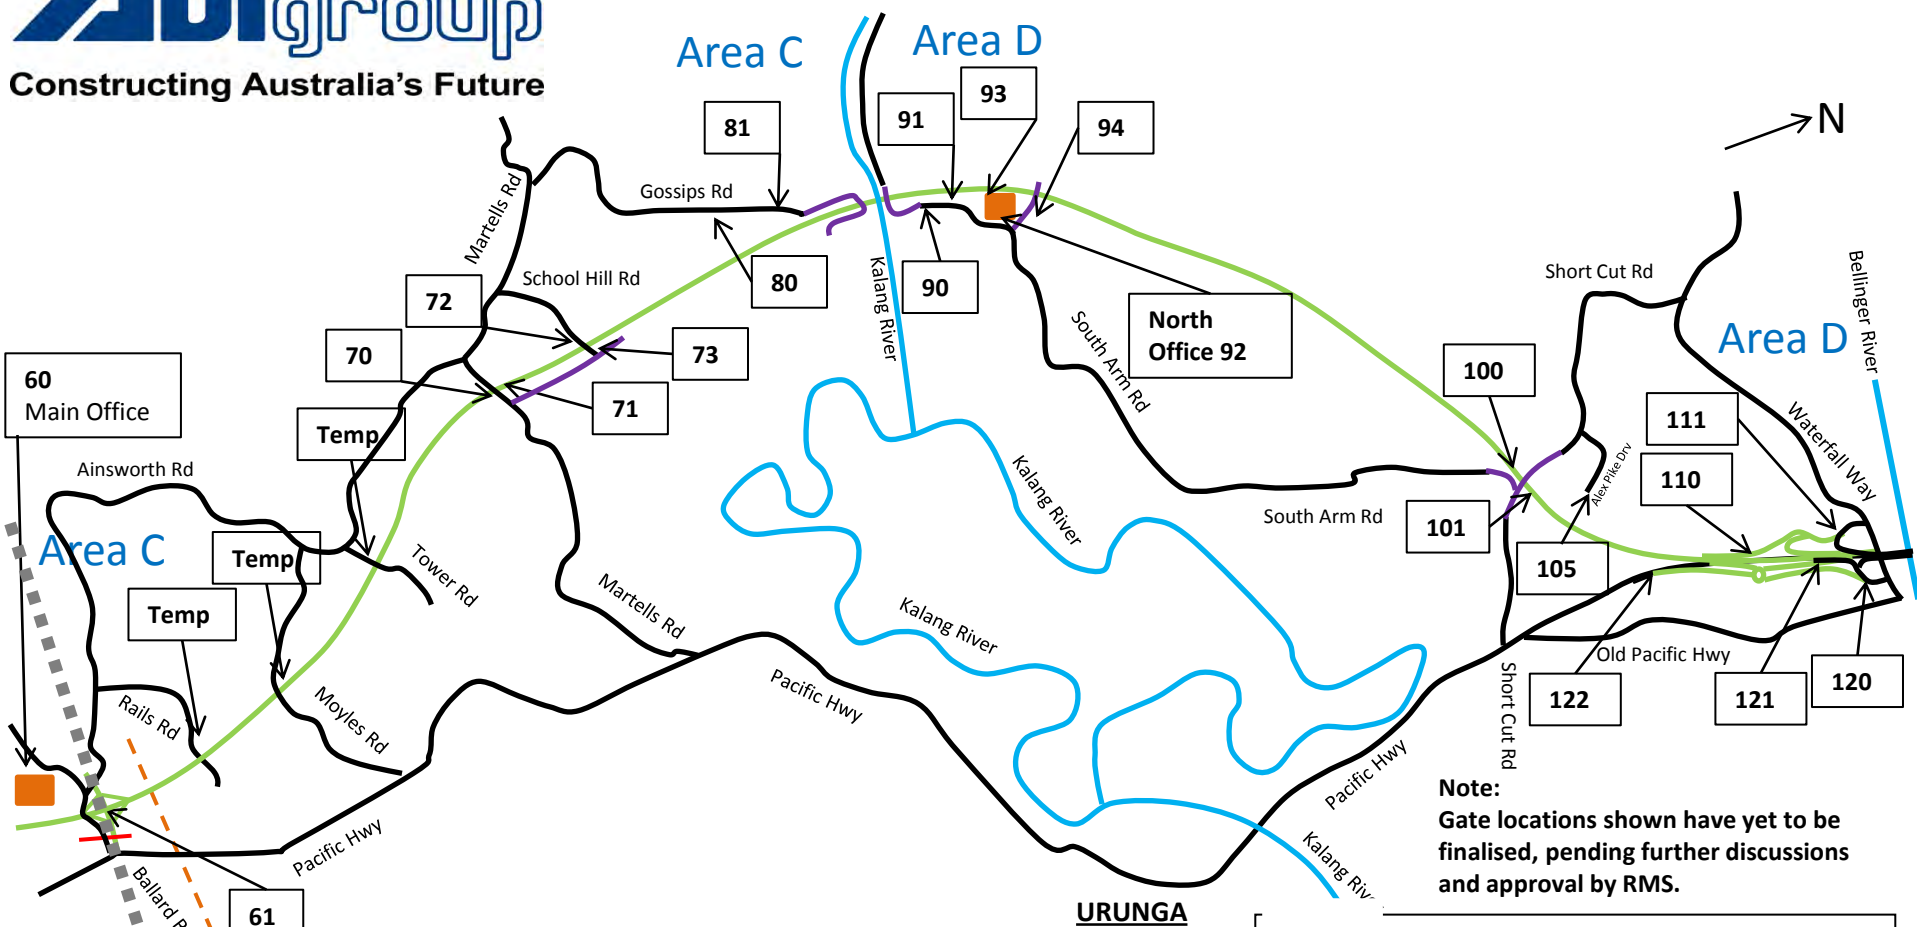 ABIgroup
Constructing Australia's Future
Area C
Area D
N
93
91
94
81
Gossips Rd
Martells Rd
School Hill Rd
80
90
Kalang River
72
North
Office 92
Short Cut Rd
Bellinger River
Area D
70
73
71
100
60
Main Office
Temp
South Arm Rd
111
Waterfall Way
110
Ainsworth Rd
Kalang River
Alex Pike Drv
Area C
Temp
Tower Rd
South Arm Rd
101
105
Temp
Martells Rd
Kalang River
Rails Rd
Moyles Rd
Pacific Hwy
Old Pacific Hwy
122
121
120
Short Cut Rd
Pacific Hwy
Note:
Gate locations shown have yet to be
finalised, pending further discussions
and approval by RMS.
Pacific Hwy
Kalang Rive
Ballard R
61
URUNGA